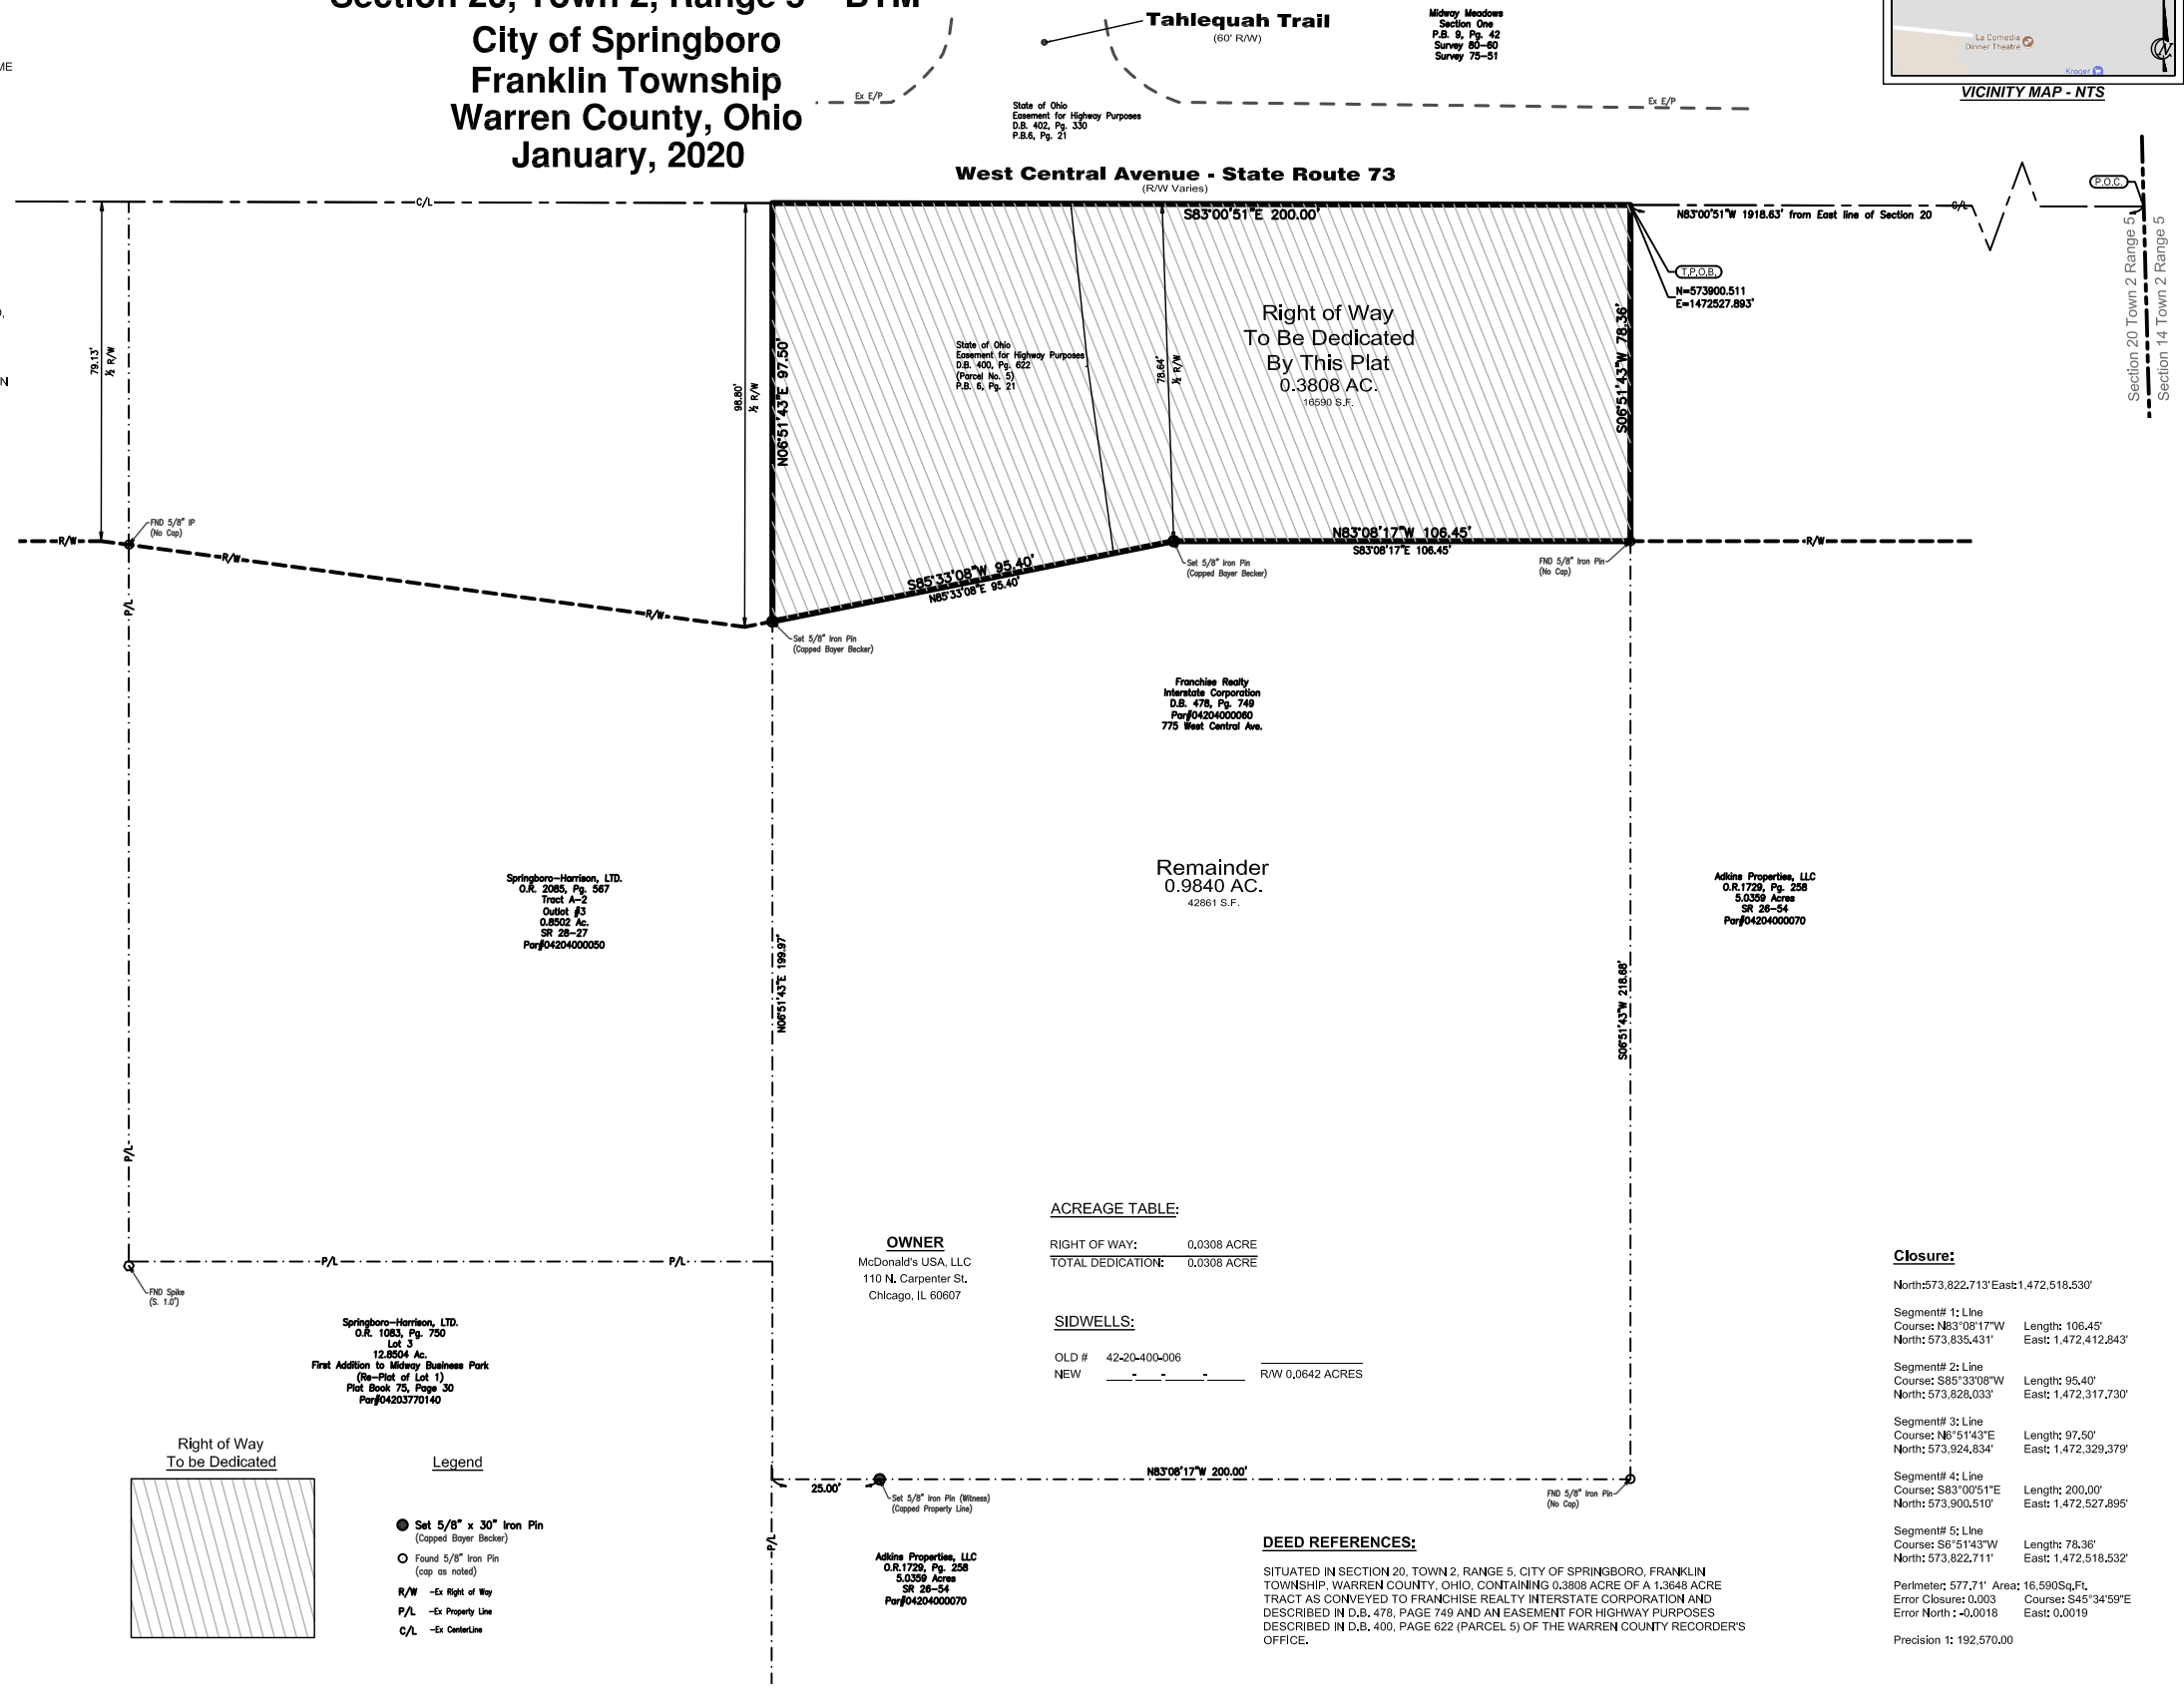 City of Springboro
Franklin Township
Warren County, Ohio
January, 2020
Tahlequah Trail
(60' R/W)
Midway Meadows
Section One
P.B. 9, Pg. 42
Survey 80-60
Survey 75-51
La Comedia
Dinner Theatre
Kroger
N
VICINITY MAP - NTS
Ex E/P
Ex E/P
State of Ohio
Easement for Highway Purposes
D.B. 402, Pg. 330
P.B.6, Pg. 21
West Central Avenue - State Route 73
(R/W Varies)
C/L
S83°00'51"E 200.00'
N83°00'51"W 1918.63' from East line of Section 20
C/L
P.O.C.
Section 20 Town 2 Range 5
Section 14 Town 2 Range 5
T.P.O.B.
N=573900.511
E=1472527.893'
79.13'
½ R/W
98.80'
½ R/W
N06°51'43"E 97.50'
State of Ohio
Easement for Highway Purposes
D.B. 400, Pg. 622
(Parcel No. 5)
P.B. 6, Pg. 21
78.64'
½ R/W
Right of Way
To Be Dedicated
By This Plat
0.3808 AC.
16590 S.F.
S06°51'43"W 78.36'
FND 5/8" IP
(No Cap)
R/W
R/W
R/W
R/W
N83°08'17"W 106.45'
S83°08'17"E 106.45'
S85°33'08"W 95.40'
N85°33'08"E 95.40'
Set 5/8" Iron Pin
(Capped Bayer Becker)
FND 5/8" Iron Pin
(No Cap)
Set 5/8" Iron Pin
(Capped Bayer Becker)
P/L
Franchise Realty
Interstate Corporation
D.B. 478, Pg. 749
Par#04204000060
775 West Central Ave.
Remainder
0.9840 AC.
42861 S.F.
Springboro-Harrison, LTD.
O.R. 2085, Pg. 567
Tract A-2
Outlot #3
0.8502 Ac.
SR 28-27
Par#04204000050
Adkins Properties, LLC
O.R.1729, Pg. 258
5.0359 Acres
SR 26-54
Par#04204000070
N06°51'43"E 199.97'
S06°51'43"W 218.68'
P/L
P/L
P/L
FND Spike
(S. 1.0')
OWNER
McDonald's USA, LLC
110 N. Carpenter St.
Chicago, IL 60607
ACREAGE TABLE:
RIGHT OF WAY: 0.0308 ACRE
TOTAL DEDICATION: 0.0308 ACRE
SIDWELLS:
OLD # 42-20-400-006
NEW ____-____-____-____ R/W 0.0642 ACRES
Springboro-Harrison, LTD.
O.R. 1083, Pg. 750
Lot 3
12.8504 Ac.
First Addition to Midway Business Park
(Re-Plat of Lot 1)
Plat Book 75, Page 30
Par#04203770140
Right of Way
To be Dedicated
Legend
Set 5/8" x 30" Iron Pin
(Capped Bayer Becker)
Found 5/8" Iron Pin
(cap as noted)
R/W -Ex Right of Way
P/L -Ex Property Line
C/L -Ex CenterLine
25.00'
N83°08'17"W 200.00'
Set 5/8" Iron Pin (Witness)
(Capped Property Line)
FND 5/8" Iron Pin
(No Cap)
P/L
Adkins Properties, LLC
O.R.1729, Pg. 258
5.0359 Acres
SR 26-54
Par#04204000070
DEED REFERENCES:
SITUATED IN SECTION 20, TOWN 2, RANGE 5, CITY OF SPRINGBORO, FRANKLIN
TOWNSHIP, WARREN COUNTY, OHIO, CONTAINING 0.3808 ACRE OF A 1.3648 ACRE
TRACT AS CONVEYED TO FRANCHISE REALTY INTERSTATE CORPORATION AND
DESCRIBED IN D.B. 478, PAGE 749 AND AN EASEMENT FOR HIGHWAY PURPOSES
DESCRIBED IN D.B. 400, PAGE 622 (PARCEL 5) OF THE WARREN COUNTY RECORDER'S
OFFICE.
Closure:
North:573,822.713' East:1,472,518.530'
Segment# 1: Line
Course: N83°08'17"W Length: 106.45'
North: 573,835.431' East: 1,472,412.843'
Segment# 2: Line
Course: S85°33'08"W Length: 95.40'
North: 573,828.033' East: 1,472,317.730'
Segment# 3: Line
Course: N6°51'43"E Length: 97.50'
North: 573,924.834' East: 1,472,329.379'
Segment# 4: Line
Course: S83°00'51"E Length: 200.00'
North: 573,900.510' East: 1,472,527.895'
Segment# 5: Line
Course: S6°51'43"W Length: 78.36'
North: 573,822.711' East: 1,472,518.532'
Perimeter: 577.71' Area: 16,590Sq.Ft.
Error Closure: 0.003 Course: S45°34'59"E
Error North : -0.0018 East: 0.0019
Precision 1: 192,570.00